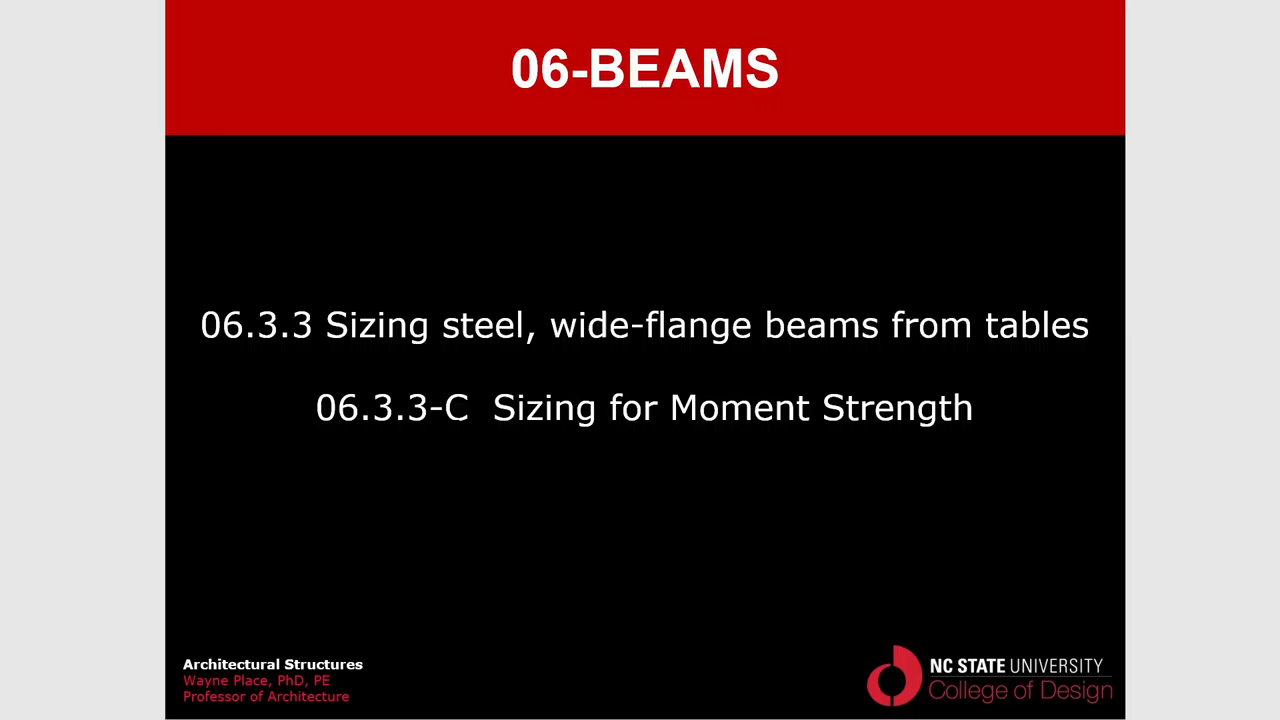 06-BEAMS
06.3.3 Sizing steel, wide-flange beams from tables
06.3.3-C  Sizing for Moment Strength
Architectural Structures
Wayne Place, PhD, PE
Professor of Architecture
NC STATE UNIVERSITY
College of Design